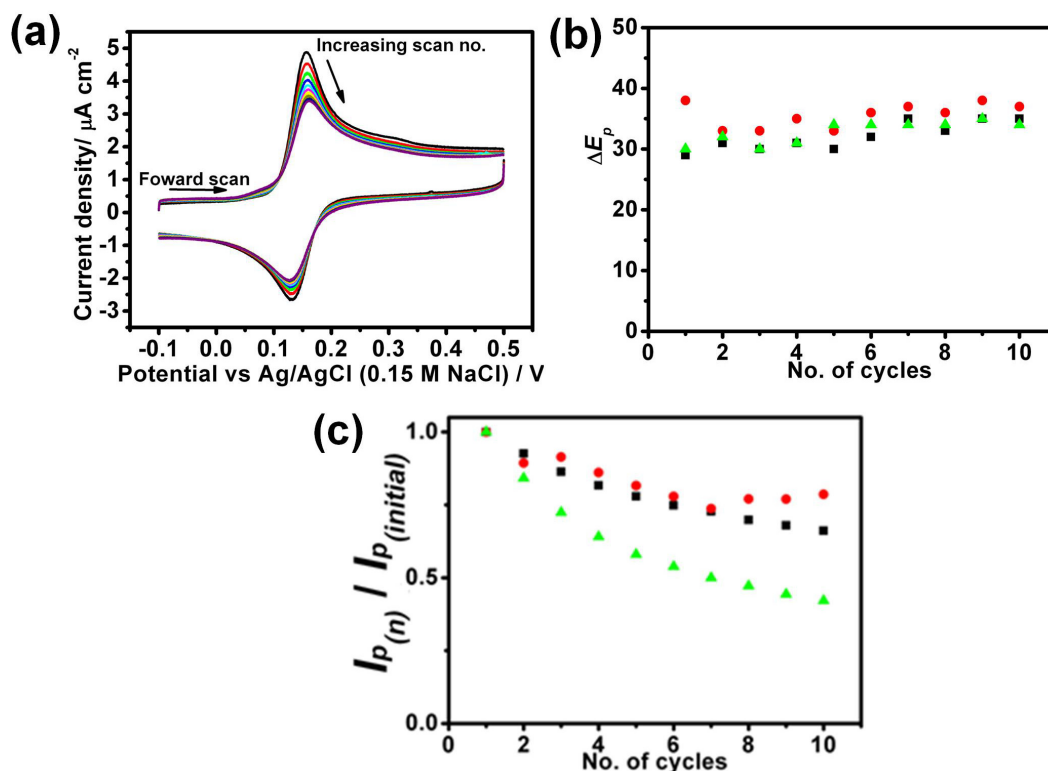 (a)
Increasing scan no.
Foward scan
Current density/ μA cm-2
5
4
3
2
1
0
-1
-2
-3
-0.1 0.0 0.1 0.2 0.3 0.4 0.5
Potential vs Ag/AgCl (0.15 M NaCl) / V
(b)
ΔEp
50
40
30
20
10
0
0 2 4 6 8 10
No. of cycles
(c)
Ip(n) / Ip(initial)
1.0
0.5
0.0
0 2 4 6 8 10
No. of cycles